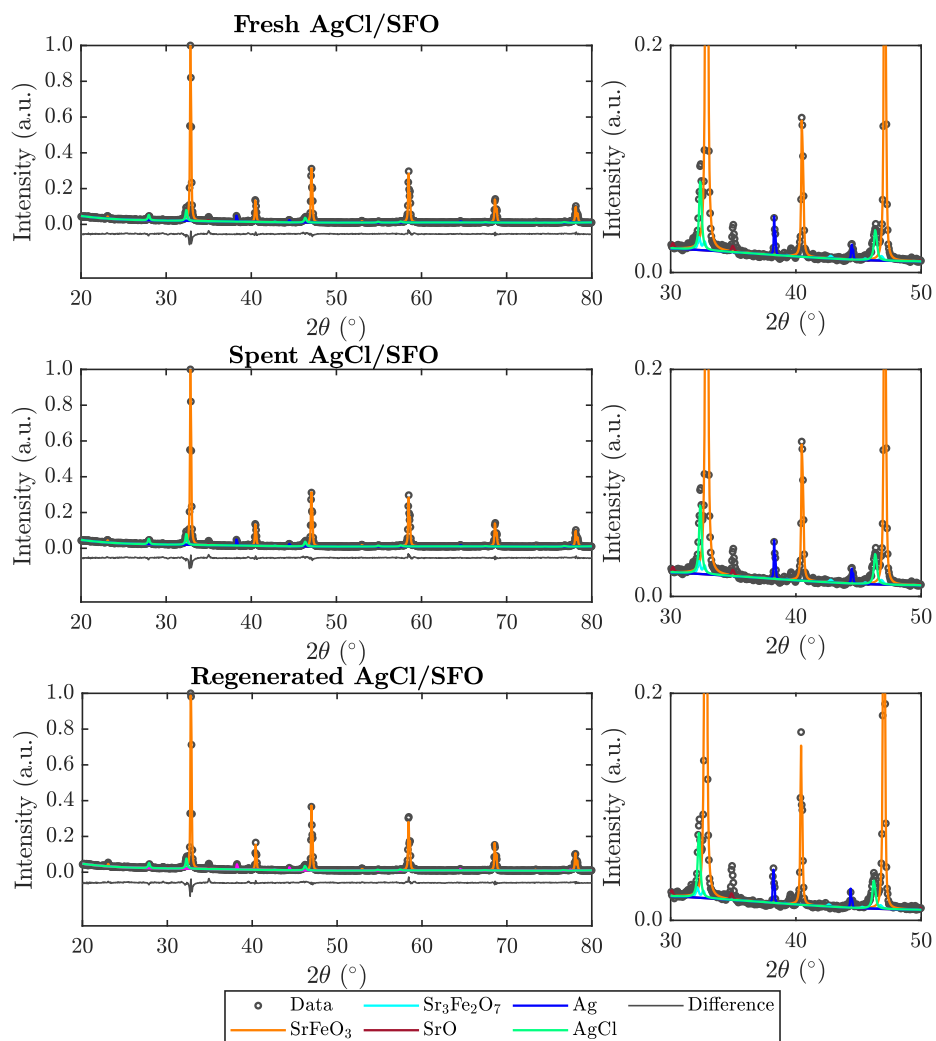 Fresh AgCl/SFO
Intensity (a.u.)
1.0
0.8
0.6
0.4
0.2
0.0
20 30 40 50 60 70 80
2θ (°)
Intensity (a.u.)
0.2
0.0
30 40 50
2θ (°)
Spent AgCl/SFO
Intensity (a.u.)
1.0
0.8
0.6
0.4
0.2
0.0
20 30 40 50 60 70 80
2θ (°)
Intensity (a.u.)
0.2
0.0
30 40 50
2θ (°)
Regenerated AgCl/SFO
Intensity (a.u.)
1.0
0.8
0.6
0.4
0.2
0.0
20 30 40 50 60 70 80
2θ (°)
Intensity (a.u.)
0.2
0.0
30 40 50
2θ (°)
Data Sr₃Fe₂O₇ Ag Difference
SrFeO₃ SrO AgCl